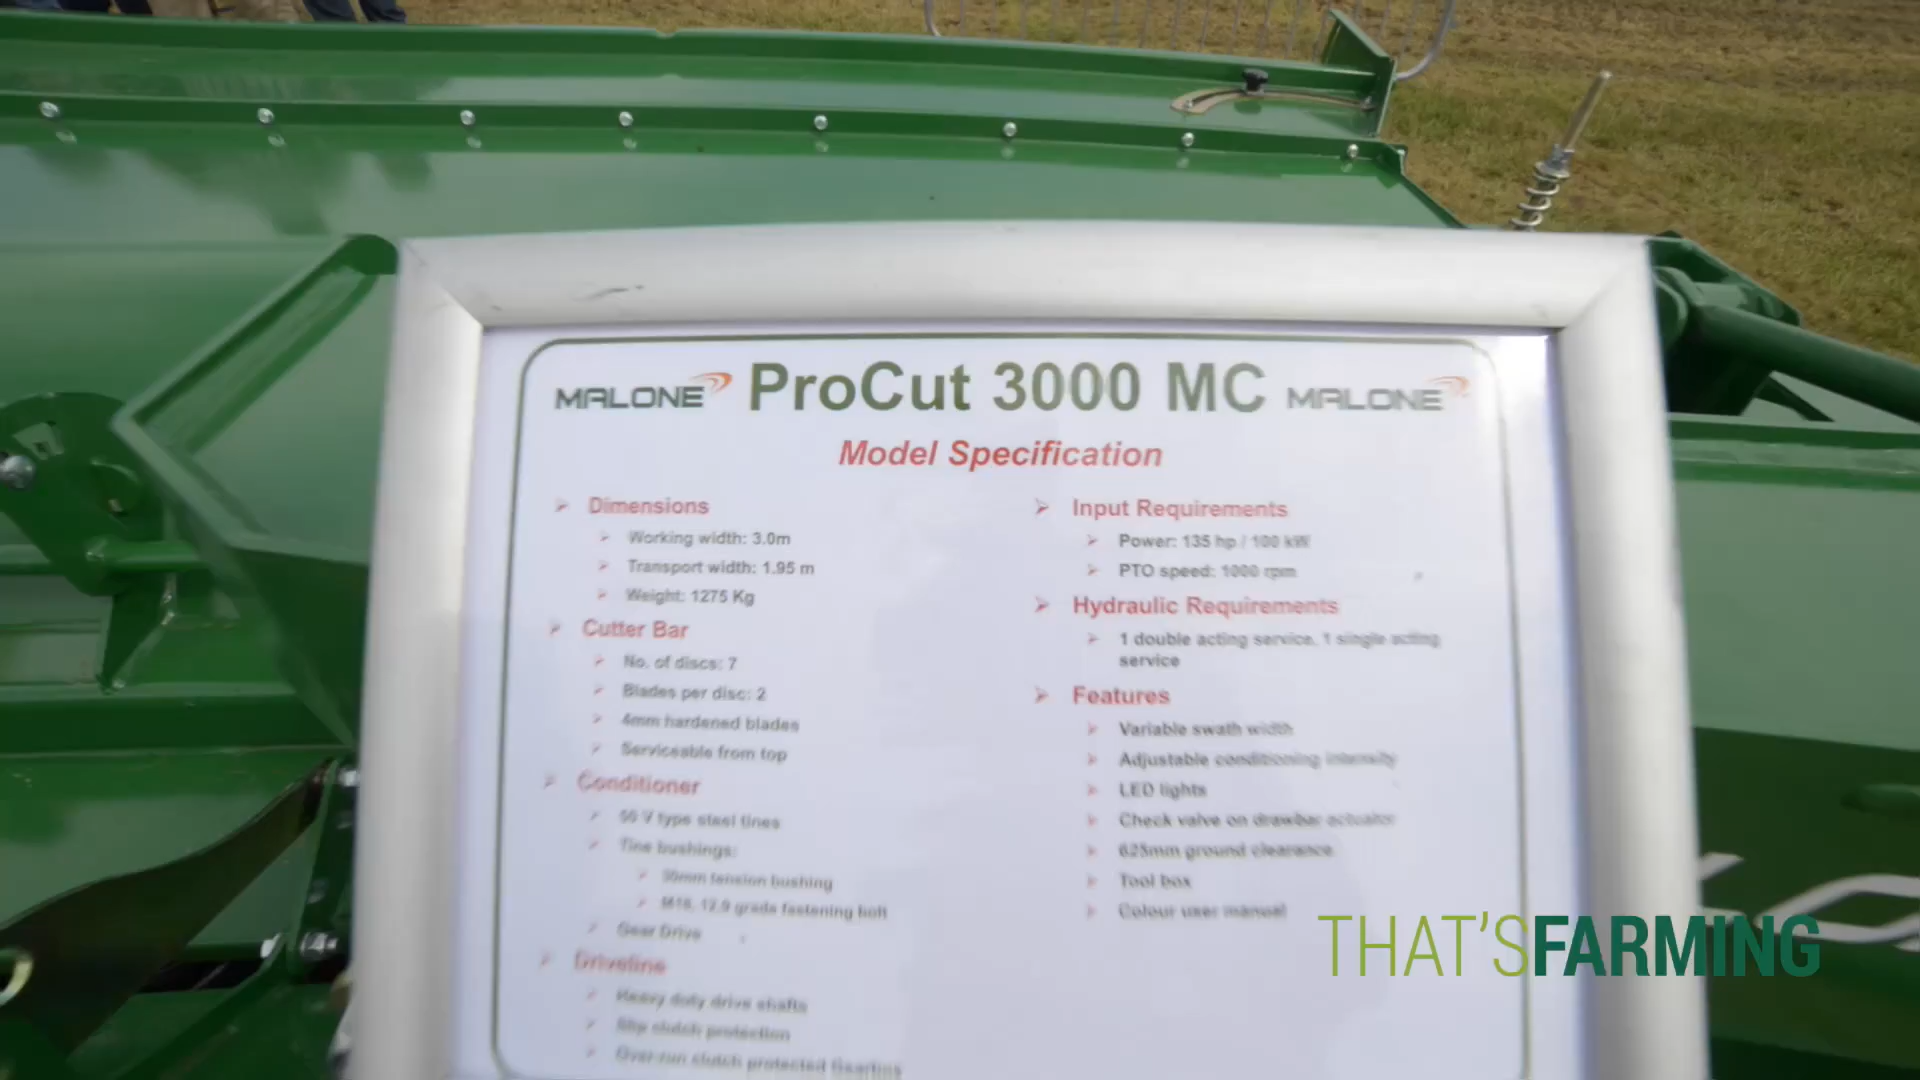 MALONE ProCut 3000 MC MALONE
Model Specification
Dimensions
Working width: 3.0m
Transport width: 1.95 m
Weight: 1275 Kg
Cutter Bar
No. of discs: 7
Blades per disc: 2
4mm hardened blades
Serviceable from top
Conditioner
V type steel tines
Tine bushings:
tension bushing
12.9 grade fastening bolt
Gear Drive
Driveline
Heavy duty drive shafts
Slip clutch protection
Over-run clutch protected
Input Requirements
Power: 135 hp / 100 kW
PTO speed: 1000 rpm
Hydraulic Requirements
1 double acting service, 1 single acting
service
Features
Variable swath width
Adjustable conditioning intensity
LED lights
Check valve on drawbar actuator
625mm ground clearance
Tool box
Colour user manual
THAT'SFARMING